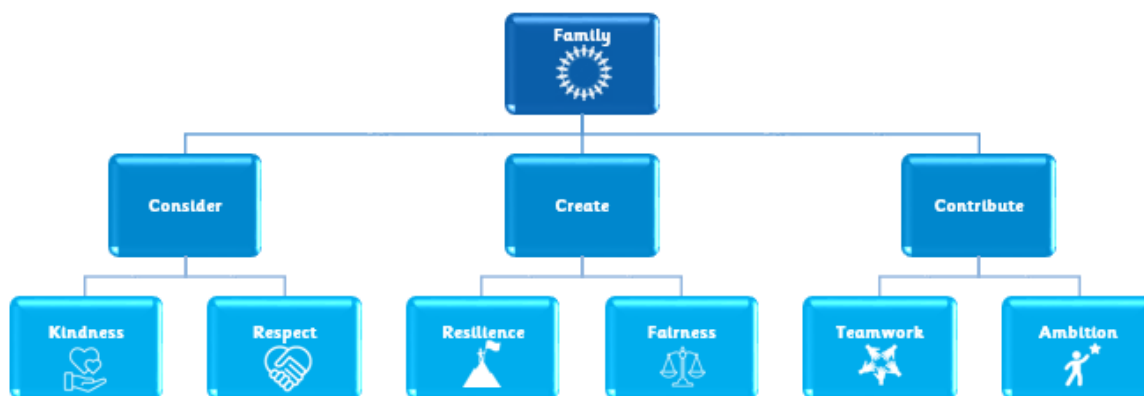 Family
Consider
Create
Contribute
Kindness
Respect
Resilience
Fairness
Teamwork
Ambition